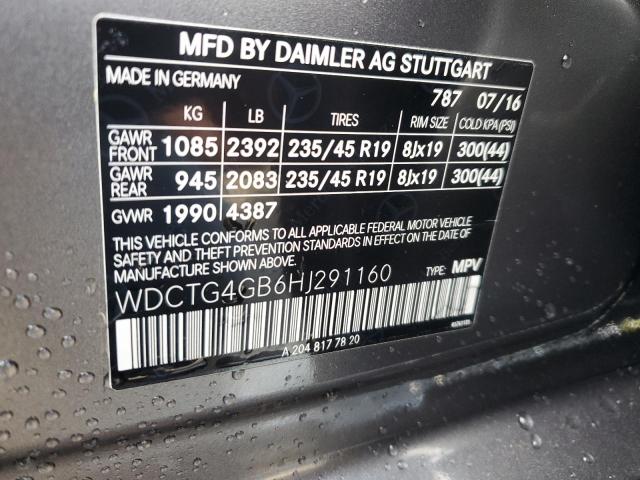 MFD BY DAIMLER AG STUTTGART
MADE IN GERMANY
787 07/16
KG LB TIRES RIM SIZE COLD KPA(PSI)
GAWR FRONT 1085 2392 235/45 R19 8Jx19 300(44)
GAWR REAR 945 2083 235/45 R19 8Jx19 300(44)
GVWR 1990 4387
THIS VEHICLE CONFORMS TO ALL APPLICABLE FEDERAL MOTOR VEHICLE
SAFETY AND THEFT PREVENTION STANDARDS IN EFFECT ON THE DATE OF
MANUFACTURE SHOWN ABOVE.
WDCTG4GB6HJ291160 TYPE: MPV
A 204 817 78 20